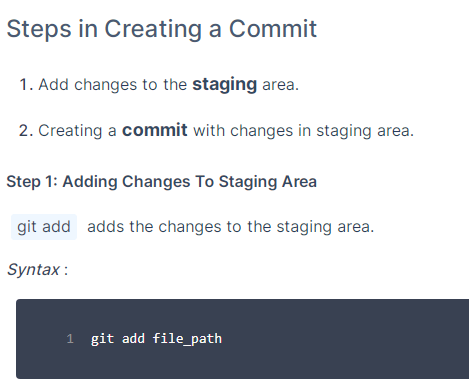 Steps in Creating a Commit
1. Add changes to the staging area.
2. Creating a commit with changes in staging area.
Step 1: Adding Changes To Staging Area
git add adds the changes to the staging area.
Syntax :
1 git add file_path